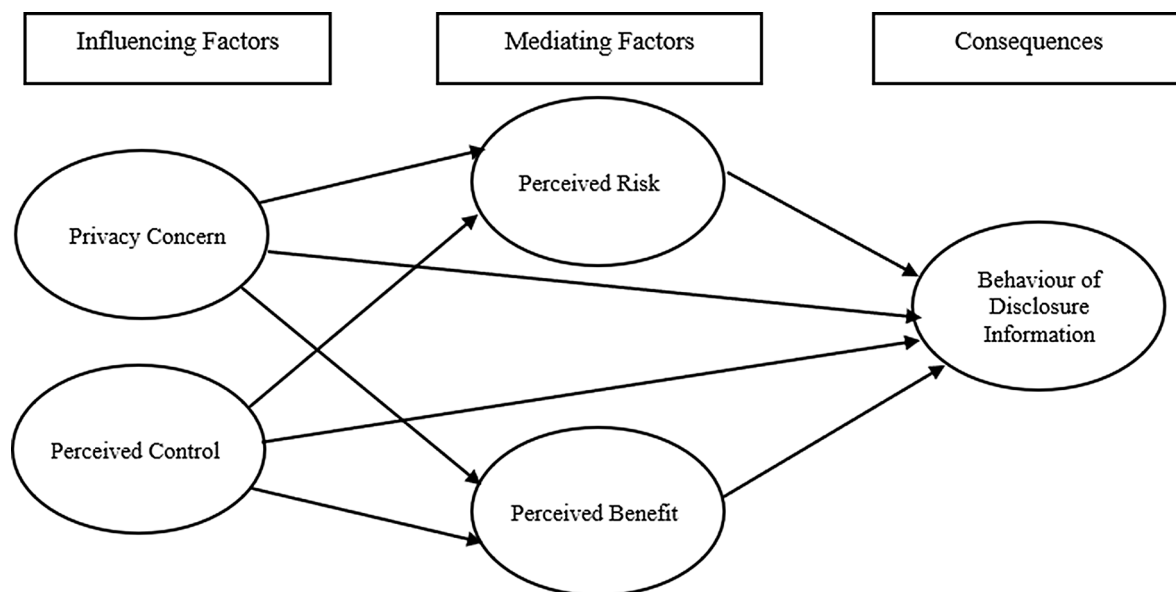 Influencing Factors
Mediating Factors
Consequences
Perceived Risk
Privacy Concern
Behaviour of
Disclosure
Information
Perceived Control
Perceived Benefit